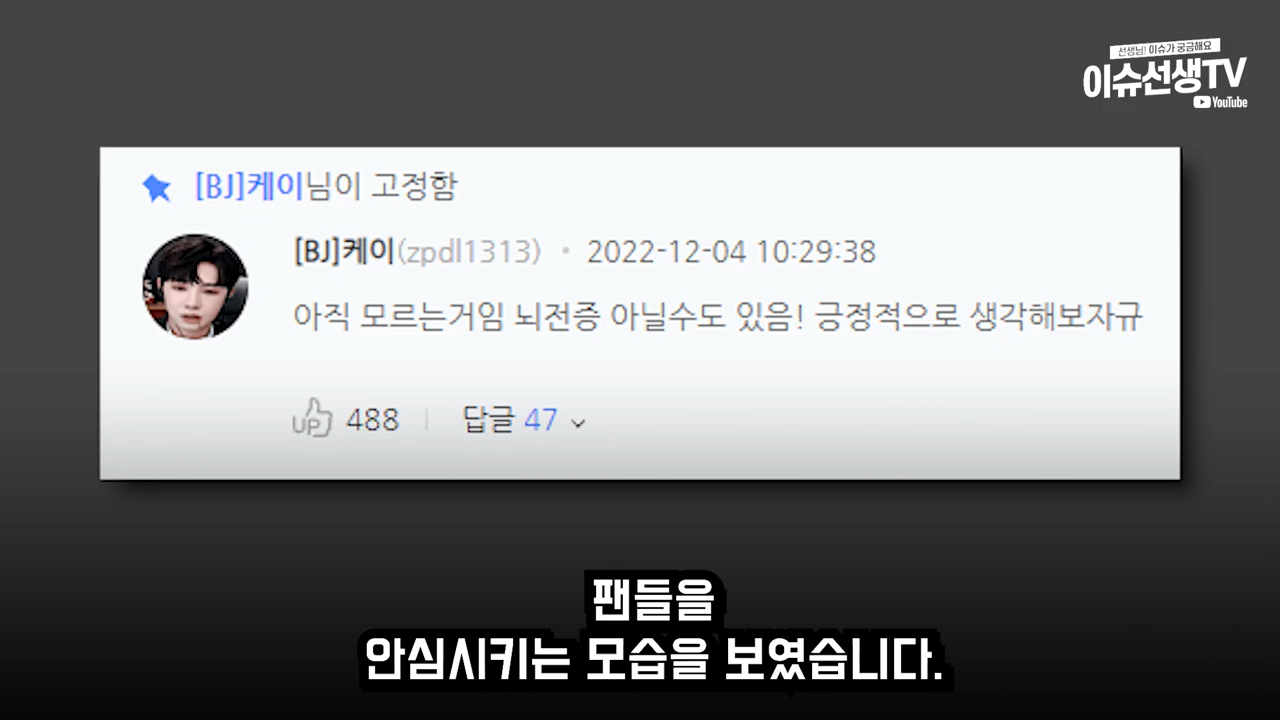 선생님! 이슈가 궁금해요
이슈선생TV
YouTube
[BJ]케이님이 고정함
[BJ]케이(zpdl1313) • 2022-12-04 10:29:38
아직 모르는거임 뇌전증 아닐수도 있음! 긍정적으로 생각해보자규
UP 488 | 답글 47
팬들을
안심시키는 모습을 보였습니다.